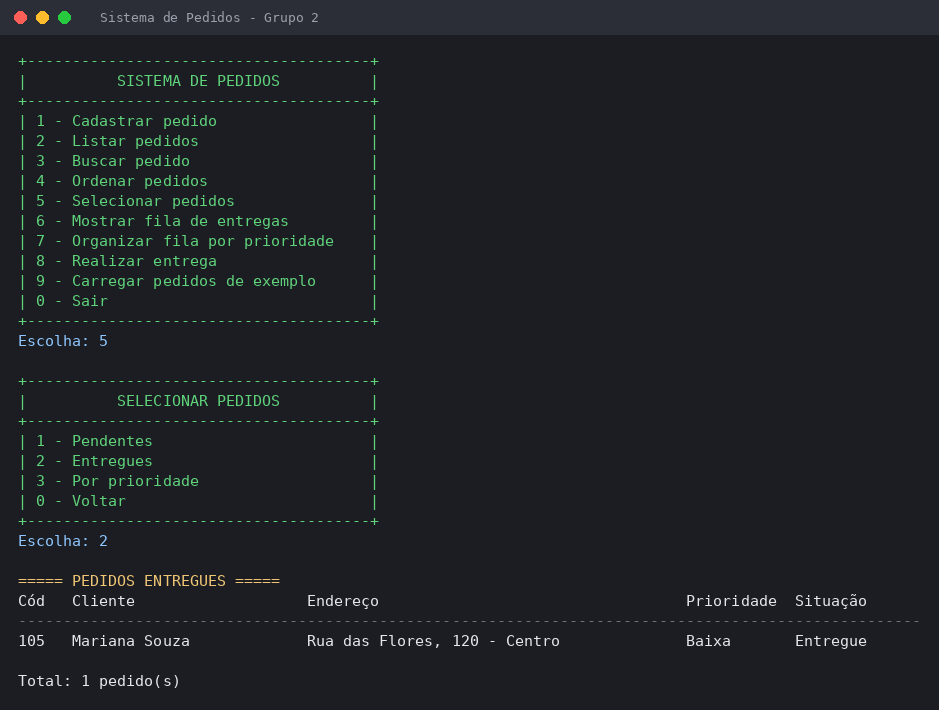 Sistema de Pedidos - Grupo 2
+--------------------------------------+
|          SISTEMA DE PEDIDOS          |
+--------------------------------------+
| 1 - Cadastrar pedido                 |
| 2 - Listar pedidos                   |
| 3 - Buscar pedido                    |
| 4 - Ordenar pedidos                  |
| 5 - Selecionar pedidos               |
| 6 - Mostrar fila de entregas         |
| 7 - Organizar fila por prioridade    |
| 8 - Realizar entrega                 |
| 9 - Carregar pedidos de exemplo      |
| 0 - Sair                             |
+--------------------------------------+
Escolha: 5
+--------------------------------------+
|          SELECIONAR PEDIDOS          |
+--------------------------------------+
| 1 - Pendentes                        |
| 2 - Entregues                        |
| 3 - Por prioridade                   |
| 0 - Voltar                           |
+--------------------------------------+
Escolha: 2
===== PEDIDOS ENTREGUES =====
Cód   Cliente                   Endereço                                  Prioridade  Situação
----------------------------------------------------------------------------------------------------
105   Mariana Souza             Rua das Flores, 120 - Centro              Baixa       Entregue
Total: 1 pedido(s)